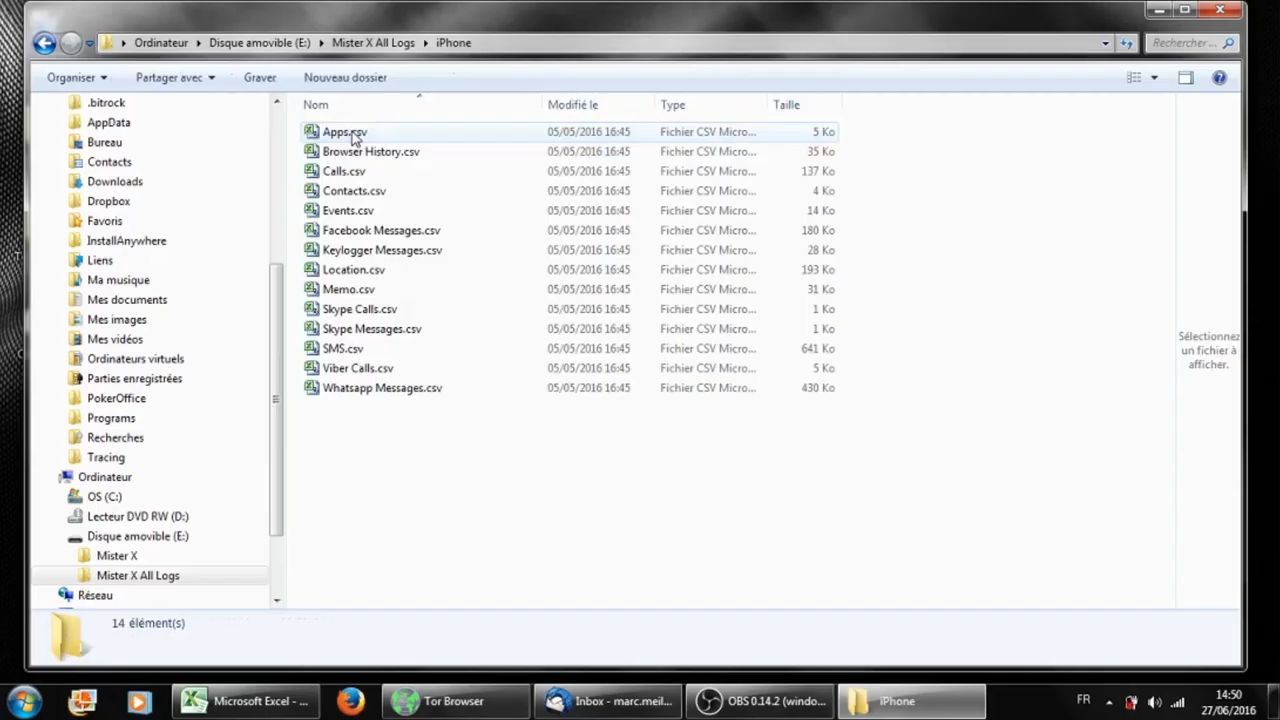 Ordinateur Disque amovible (E:) Mister X All Logs iPhone Rechercher ...
Organiser Partager avec Graver Nouveau dossier
.bitrock
AppData
Bureau
Contacts
Downloads
Dropbox
Favoris
InstallAnywhere
Liens
Ma musique
Mes documents
Mes images
Mes vidéos
Ordinateurs virtuels
Parties enregistrées
PokerOffice
Programs
Recherches
Tracing
Ordinateur
OS (C:)
Lecteur DVD RW (D:)
Disque amovible (E:)
Mister X
Mister X All Logs
Réseau
Nom Modifié le Type Taille
Apps.csv 05/05/2016 16:45 Fichier CSV Micro... 5 Ko
Browser History.csv 05/05/2016 16:45 Fichier CSV Micro... 35 Ko
Calls.csv 05/05/2016 16:45 Fichier CSV Micro... 137 Ko
Contacts.csv 05/05/2016 16:45 Fichier CSV Micro... 4 Ko
Events.csv 05/05/2016 16:45 Fichier CSV Micro... 14 Ko
Facebook Messages.csv 05/05/2016 16:45 Fichier CSV Micro... 180 Ko
Keylogger Messages.csv 05/05/2016 16:45 Fichier CSV Micro... 28 Ko
Location.csv 05/05/2016 16:45 Fichier CSV Micro... 193 Ko
Memo.csv 05/05/2016 16:45 Fichier CSV Micro... 31 Ko
Skype Calls.csv 05/05/2016 16:45 Fichier CSV Micro... 1 Ko
Skype Messages.csv 05/05/2016 16:45 Fichier CSV Micro... 1 Ko
SMS.csv 05/05/2016 16:45 Fichier CSV Micro... 641 Ko
Viber Calls.csv 05/05/2016 16:45 Fichier CSV Micro... 5 Ko
Whatsapp Messages.csv 05/05/2016 16:45 Fichier CSV Micro... 430 Ko
Sélectionnez
un fichier à
afficher.
14 élément(s)
Microsoft Excel - ... Tor Browser Inbox - marc.meil... OBS 0.14.2 (windo... iPhone FR 14:50
27/06/2016